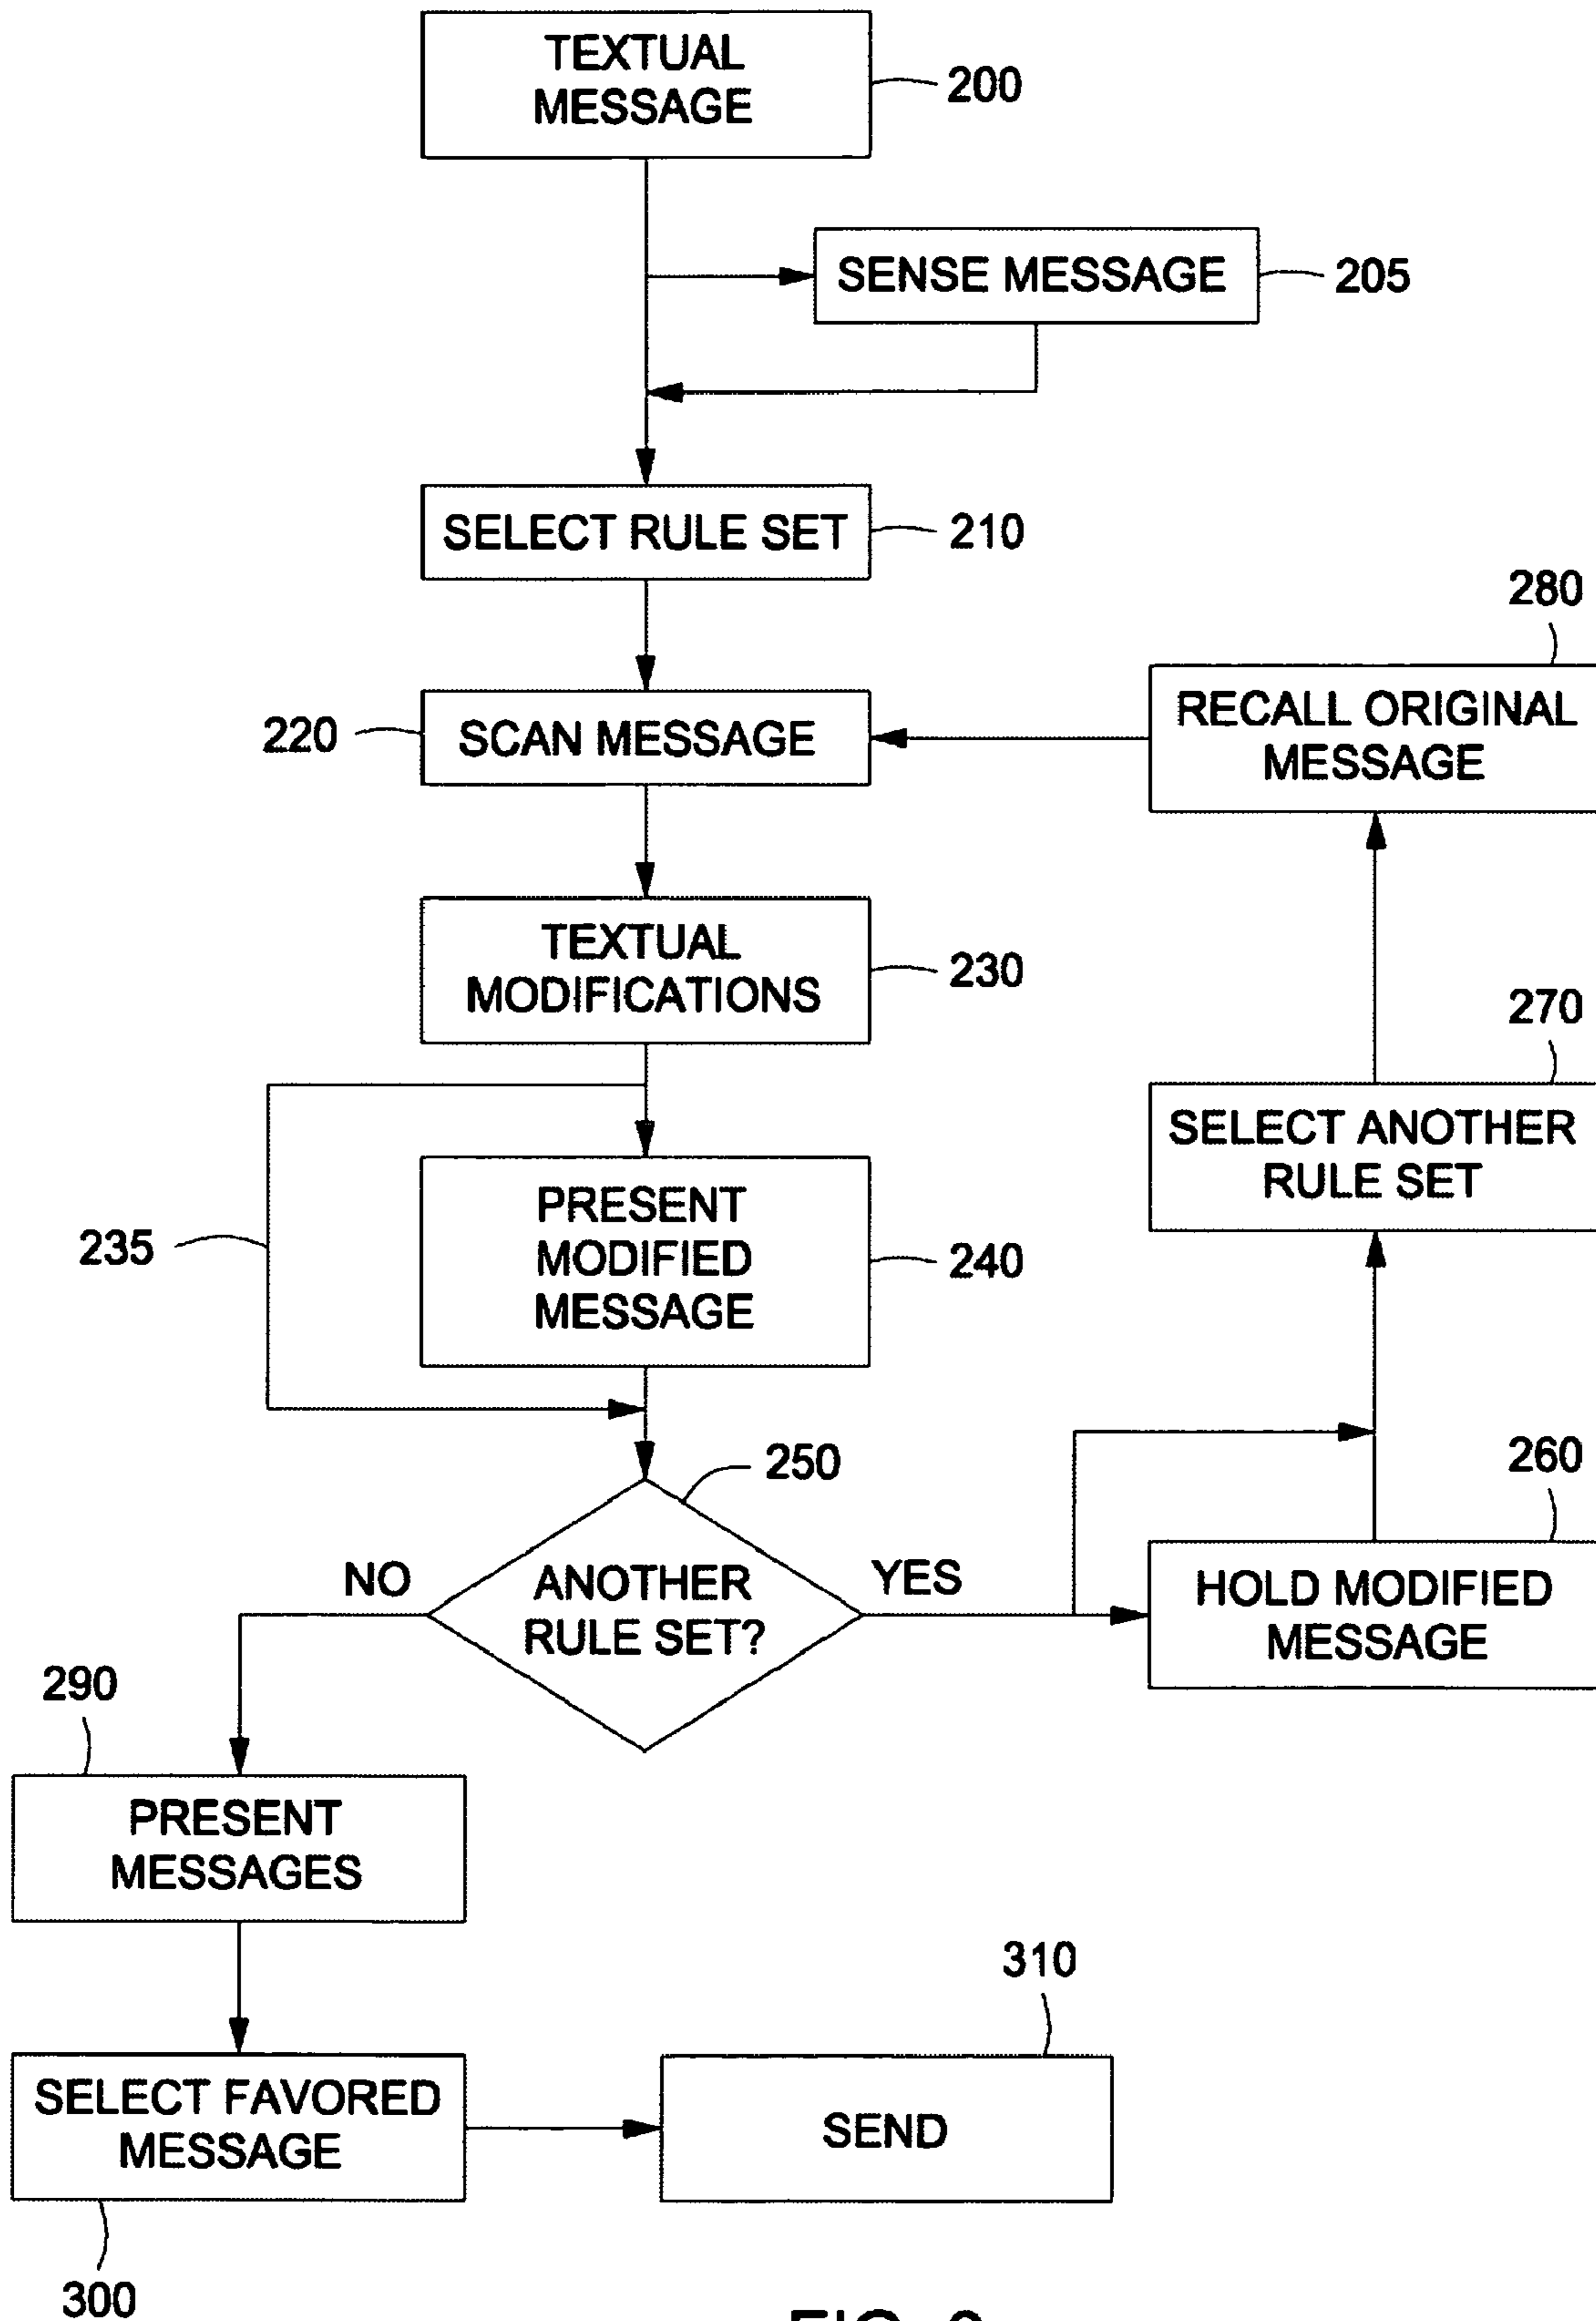 TEXTUAL
MESSAGE
200
SENSE MESSAGE
205
SELECT RULE SET
210
280
RECALL ORIGINAL
MESSAGE
220
SCAN MESSAGE
TEXTUAL
MODIFICATIONS
230
270
SELECT ANOTHER
RULE SET
235
PRESENT
MODIFIED
MESSAGE
240
250
260
NO
ANOTHER
RULE SET?
YES
HOLD MODIFIED
MESSAGE
290
PRESENT
MESSAGES
310
SELECT FAVORED
MESSAGE
SEND
300